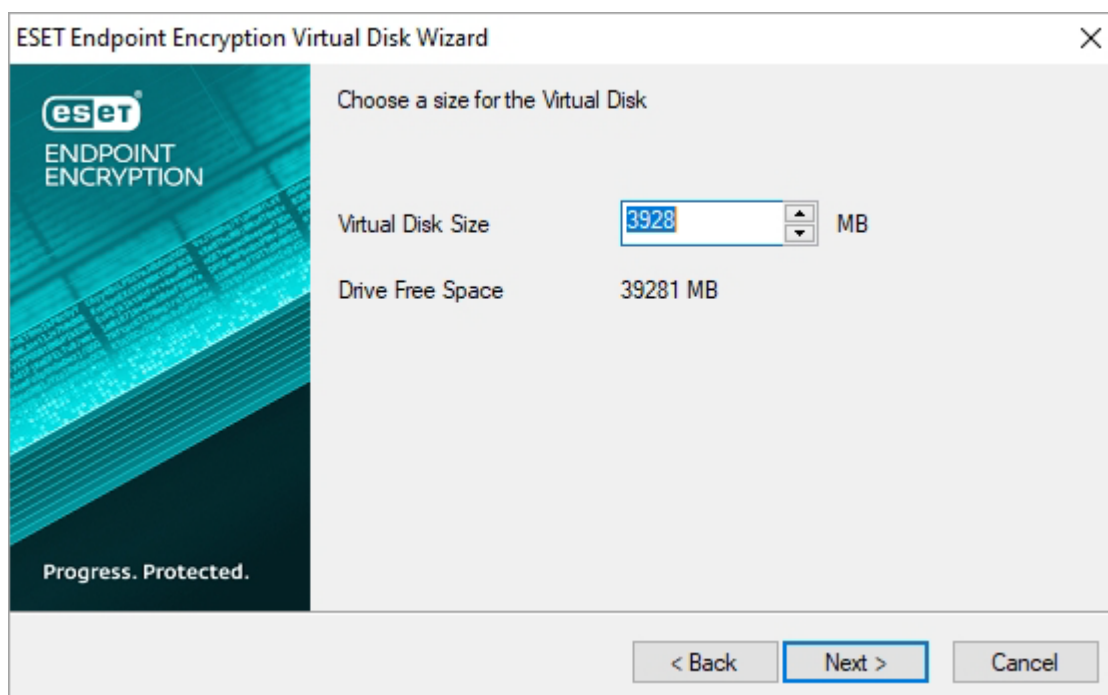 ESET Endpoint Encryption Virtual Disk Wizard
eseT
ENDPOINT
ENCRYPTION
Choose a size for the Virtual Disk
Virtual Disk Size 3928 MB
Drive Free Space 39281 MB
Progress. Protected.
< Back Next > Cancel